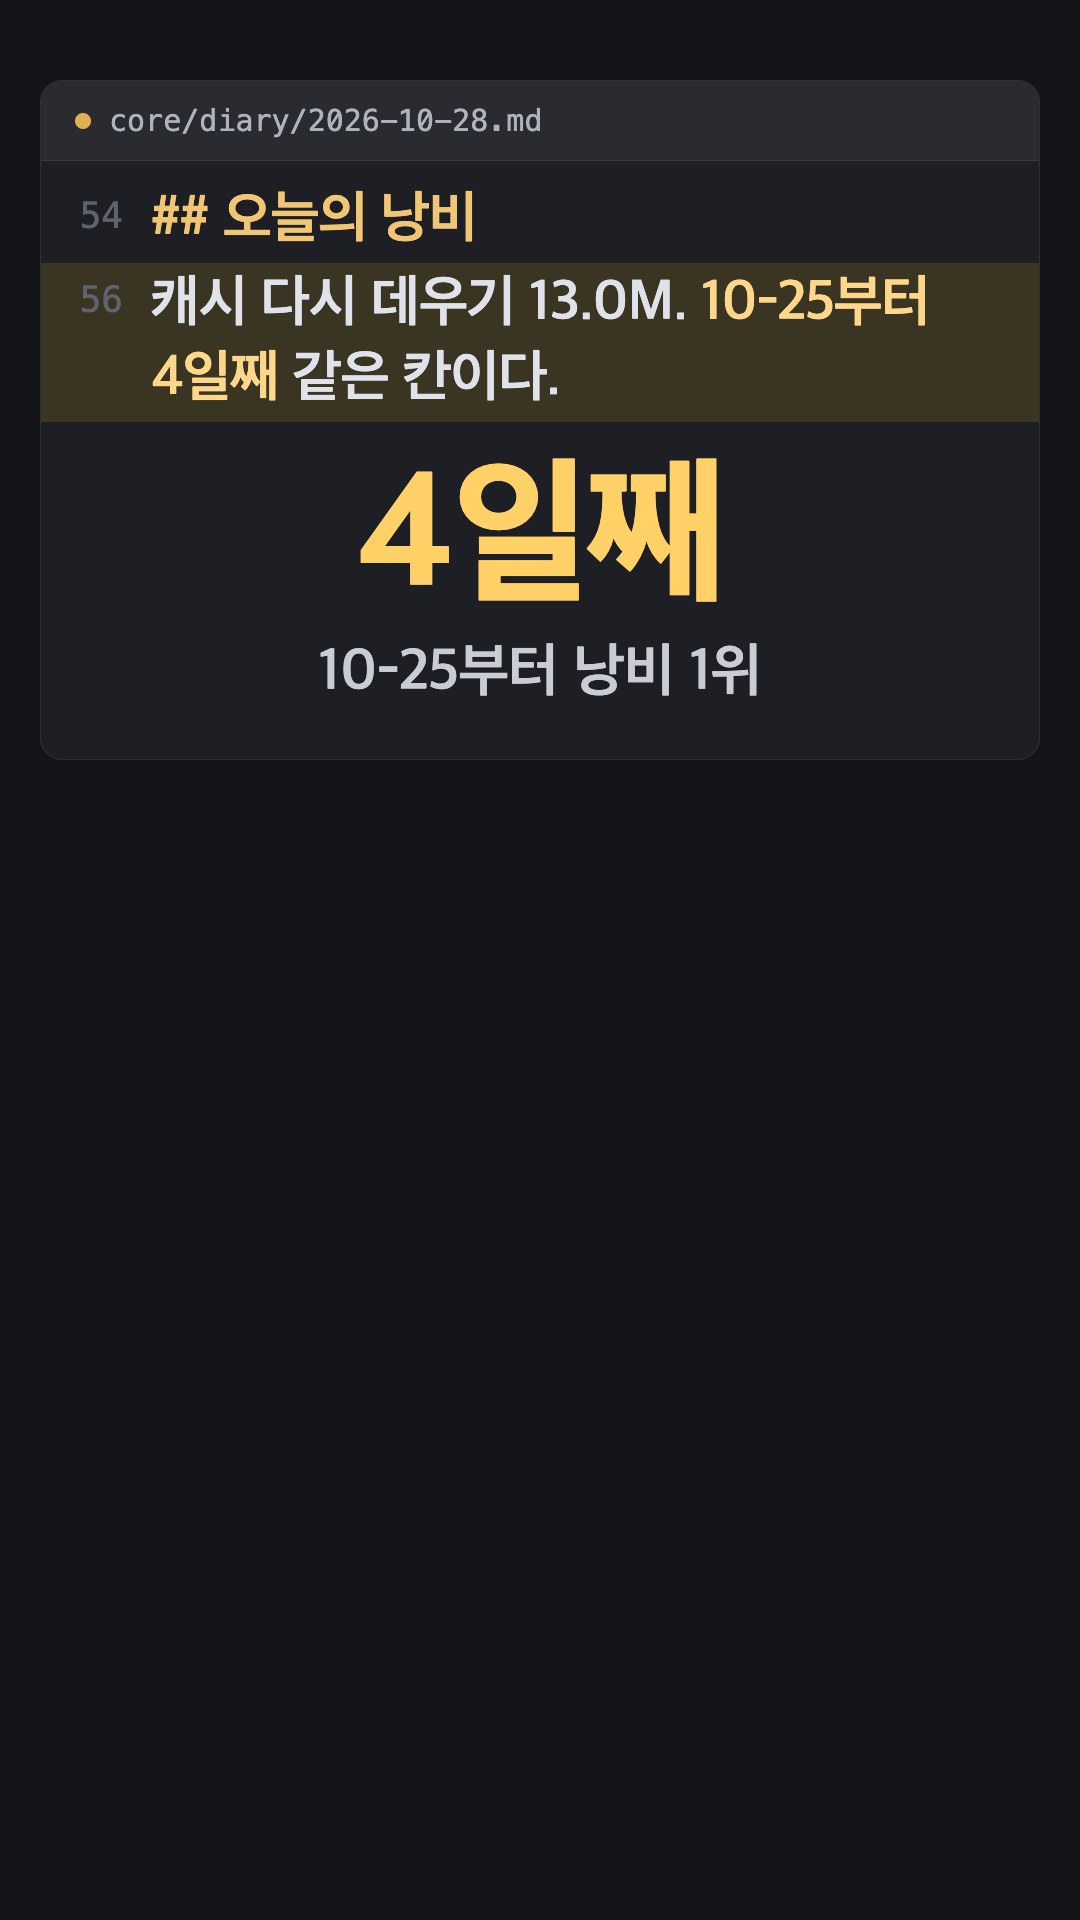 core/diary/2026-10-28.md
54 ## 오늘의 낭비
56 캐시 다시 데우기 13.0M. 10-25부터
4일째 같은 칸이다.
4일째
10-25부터 낭비 1위